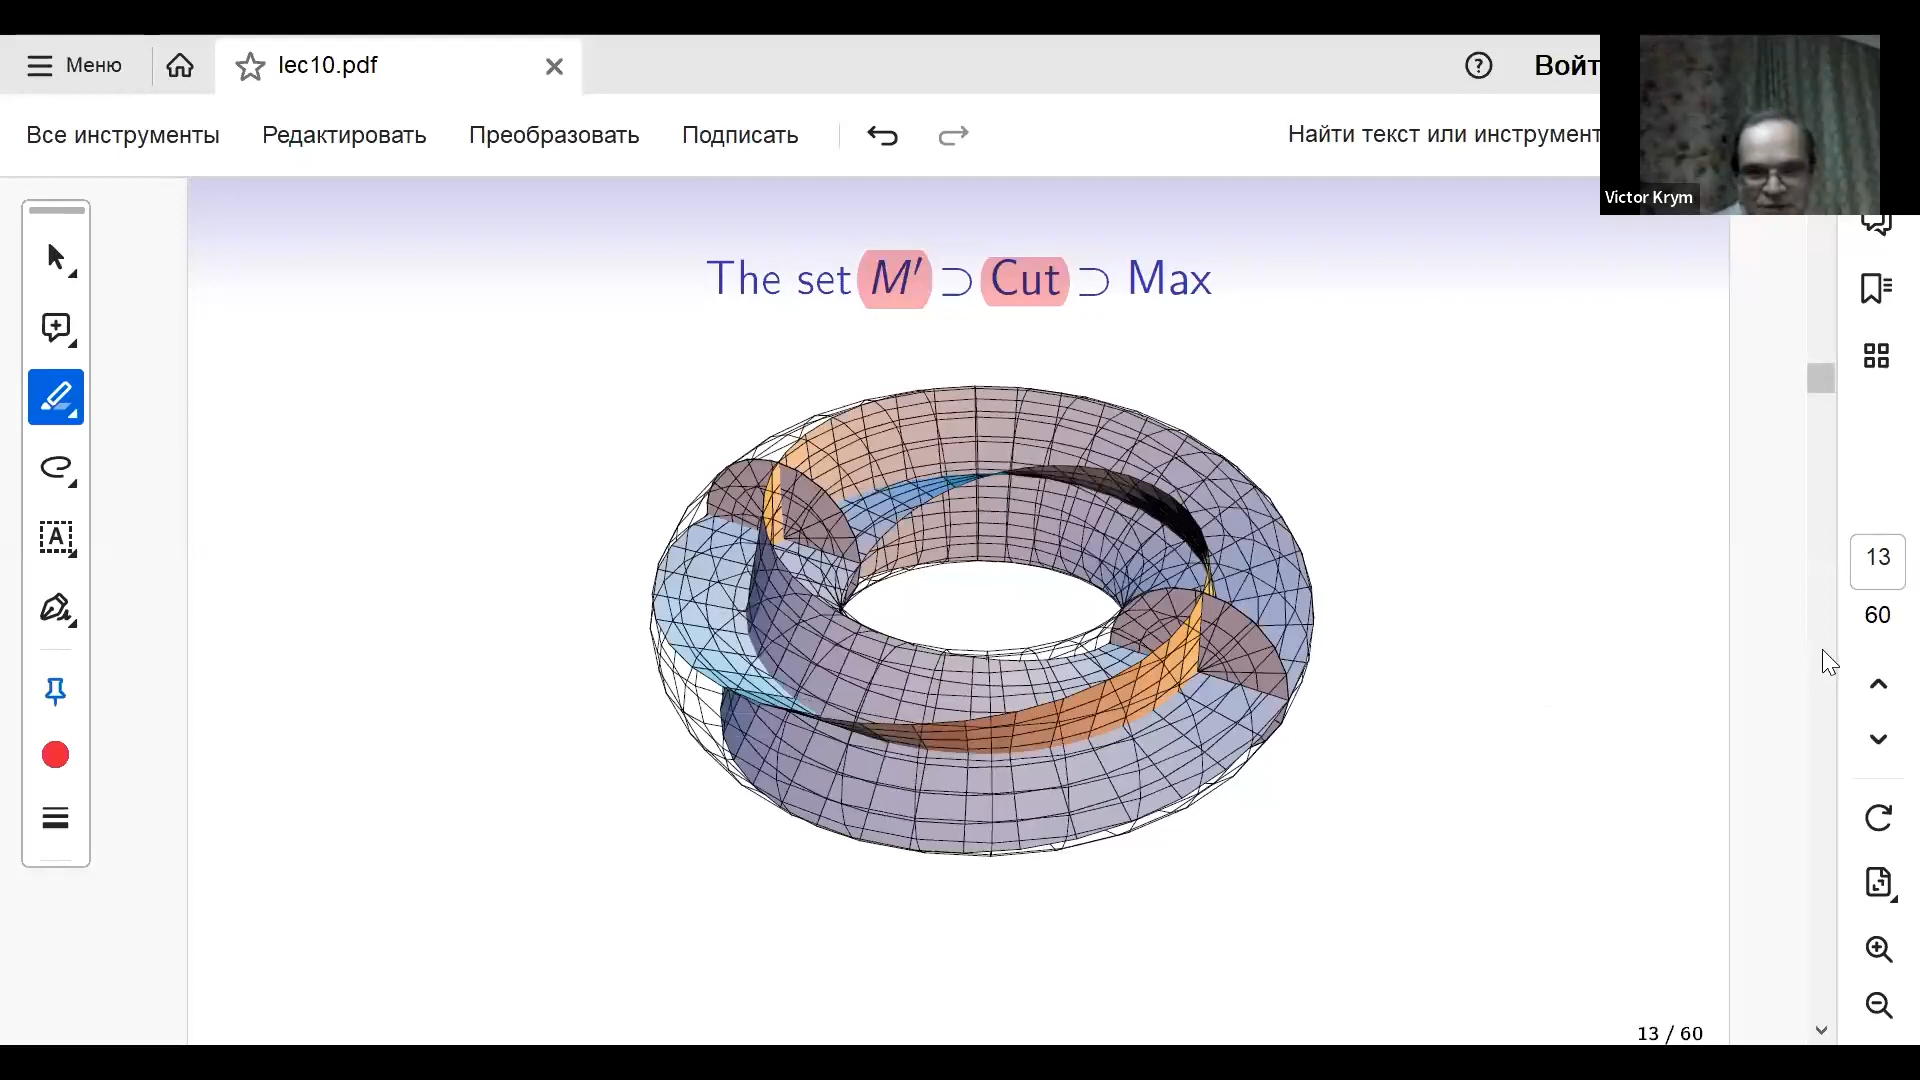 Меню
lec10.pdf
Войт
Все инструменты
Редактировать
Преобразовать
Подписать
Найти текст или инструмент
Victor Krym
The set M′ ⊃ Cut ⊃ Max
A
13
60
13 / 60